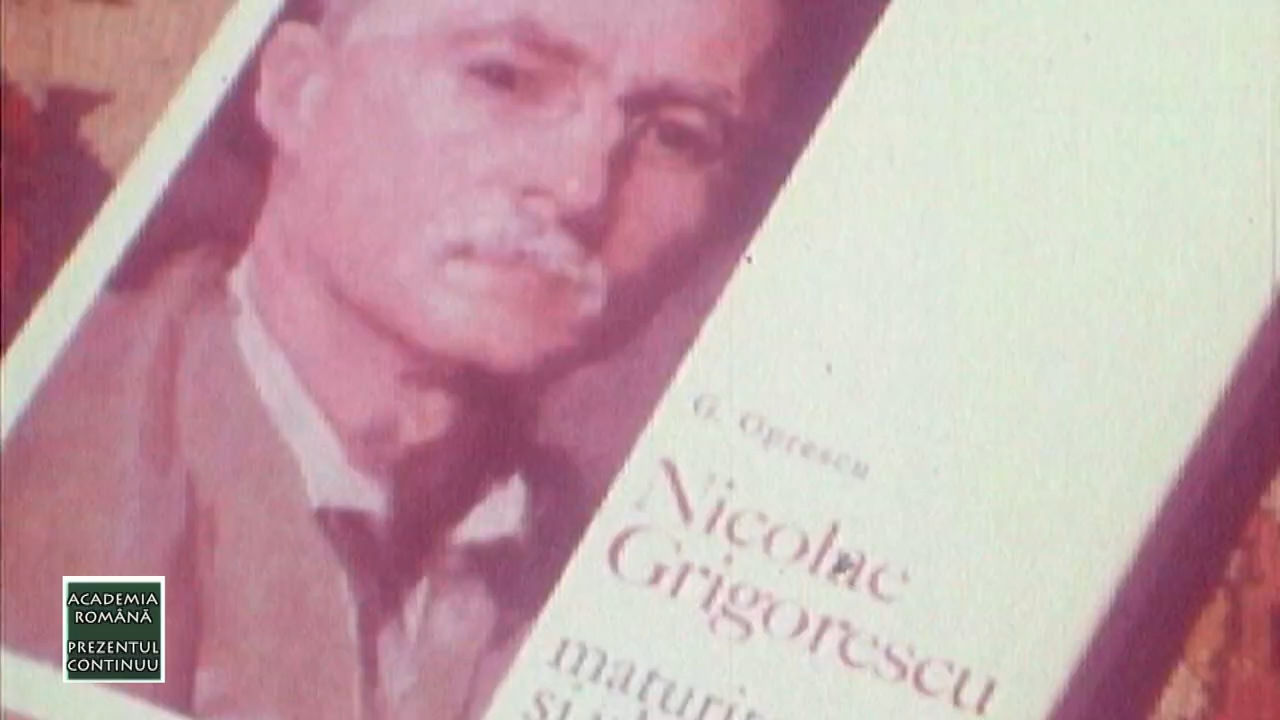 G. Oprescu
Nicolae
Grigorescu
ACADEMIA
ROMÂNĂ
PREZENTUL
CONTINUU